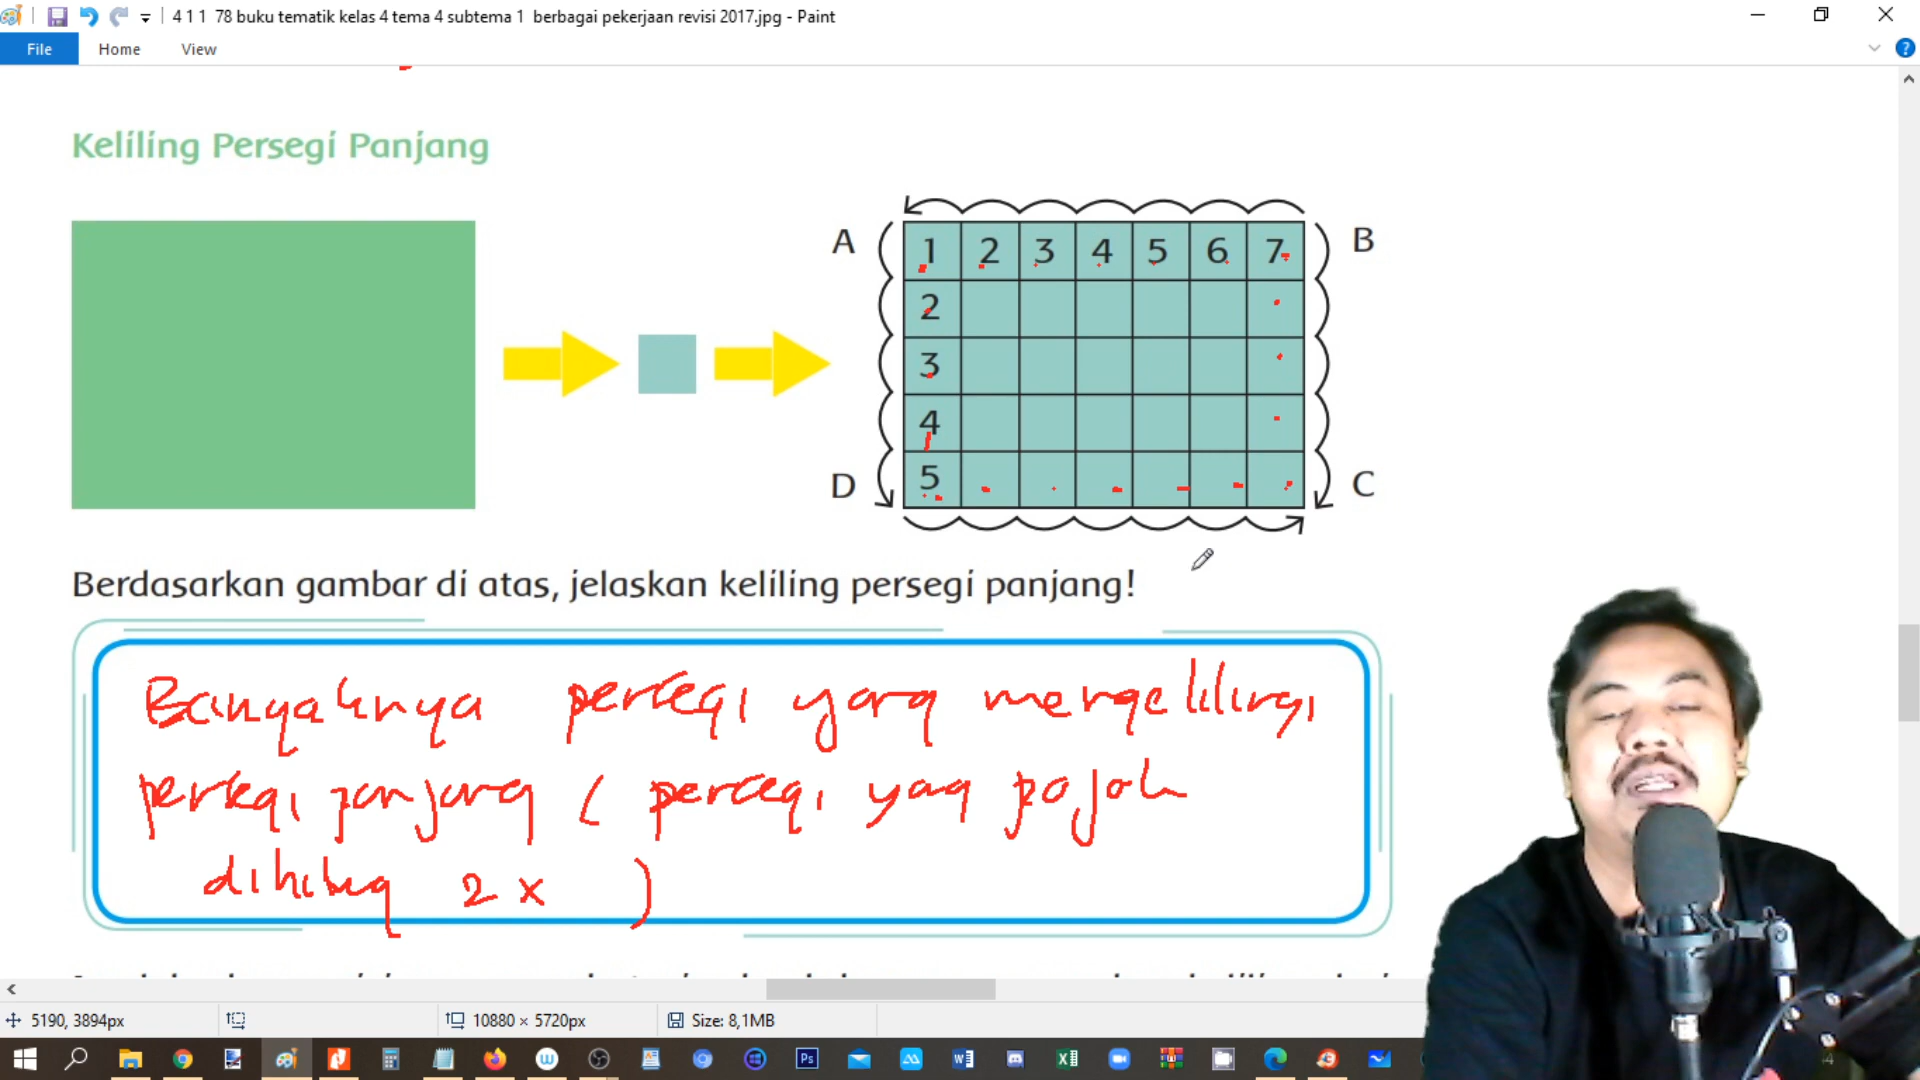 4 1 1  78 buku tematik kelas 4 tema 4 subtema 1  berbagai pekerjaan revisi 2017.jpg - Paint
File Home View
Keliling Persegi Panjang
A 1 2 3 4 5 6 7 B
2
3
4
D 5 C
Berdasarkan gambar di atas, jelaskan keliling persegi panjang!
Banyaknya persegi yang mengelilingi
persegi panjang ( persegi yag pojok
dihitug 2 x )
5190, 3894px 10880 × 5720px Size: 8,1MB